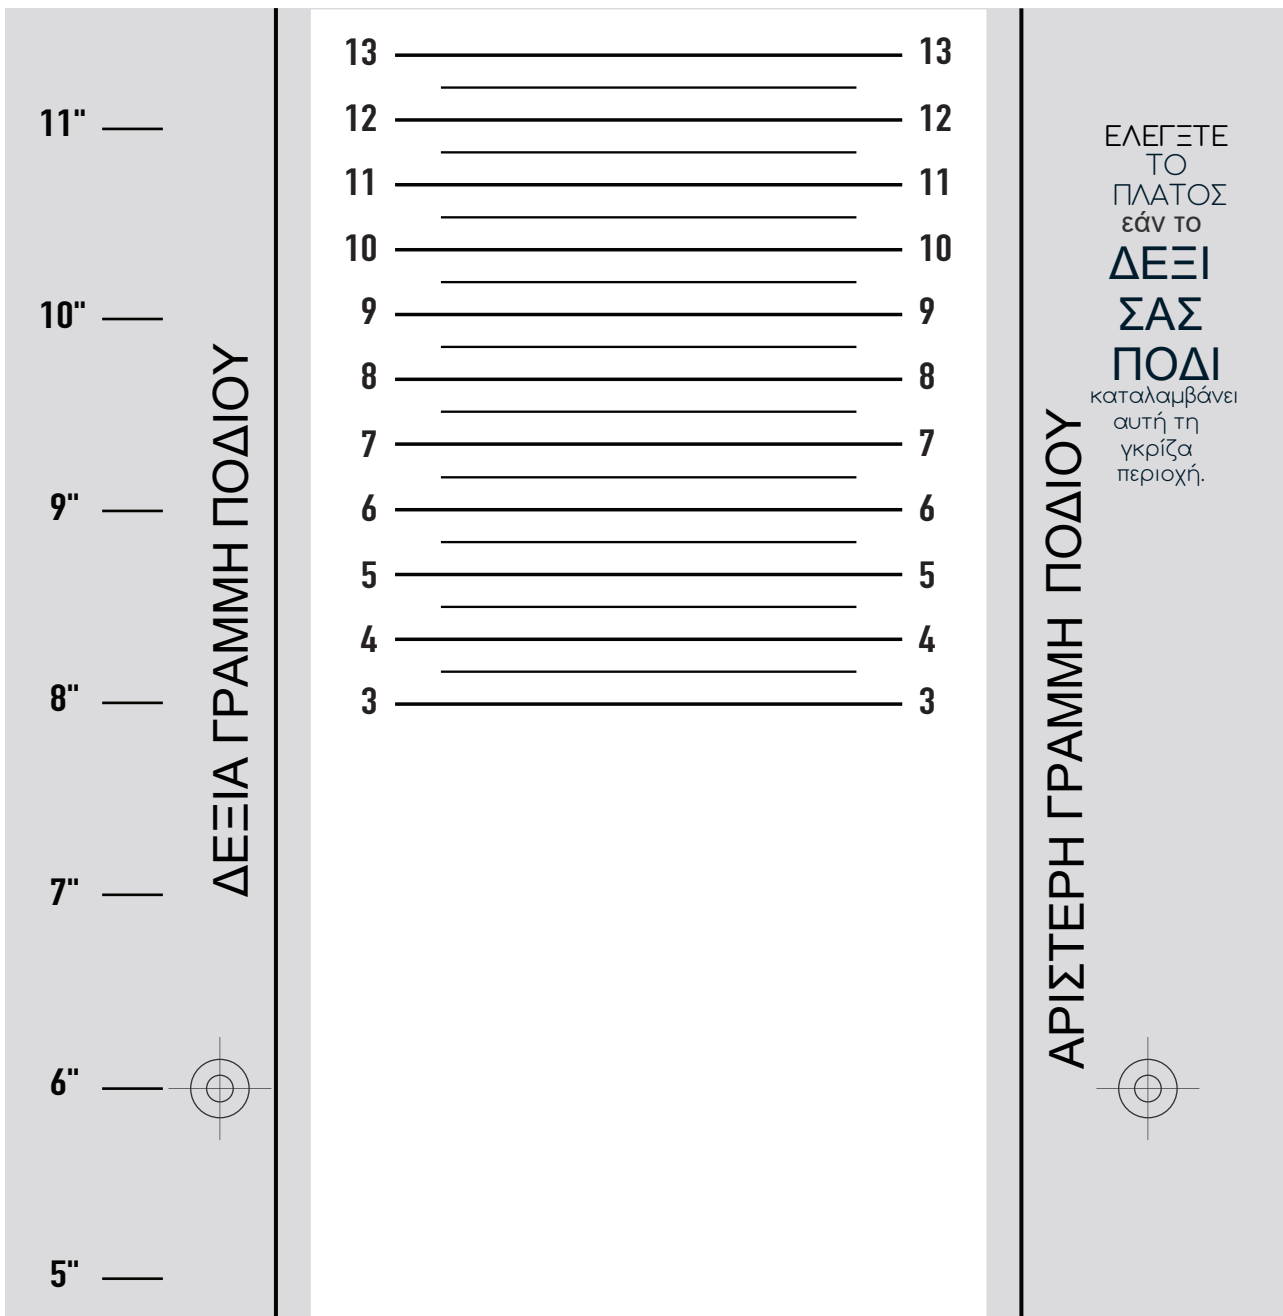 13 13
11"
12 12
11 11
10 10
10"
9 9
8 8
7 7
9"
6 6
5 5
4 4
8"
3 3
7"
6"
5"
ΔΕΞΙΑ ΓΡΑΜΜΗ ΠΟΔΙΟΥ
ΑΡΙΣΤΕΡΗ ΓΡΑΜΜΗ ΠΟΔΙΟΥ
ΕΛΕΓΞΤΕ
ΤΟ
ΠΛΑΤΟΣ
εάν το
ΔΕΞΙ
ΣΑΣ
ΠΟΔΙ
καταλαμβάνει
αυτή τη
γκρίζα
περιοχή.